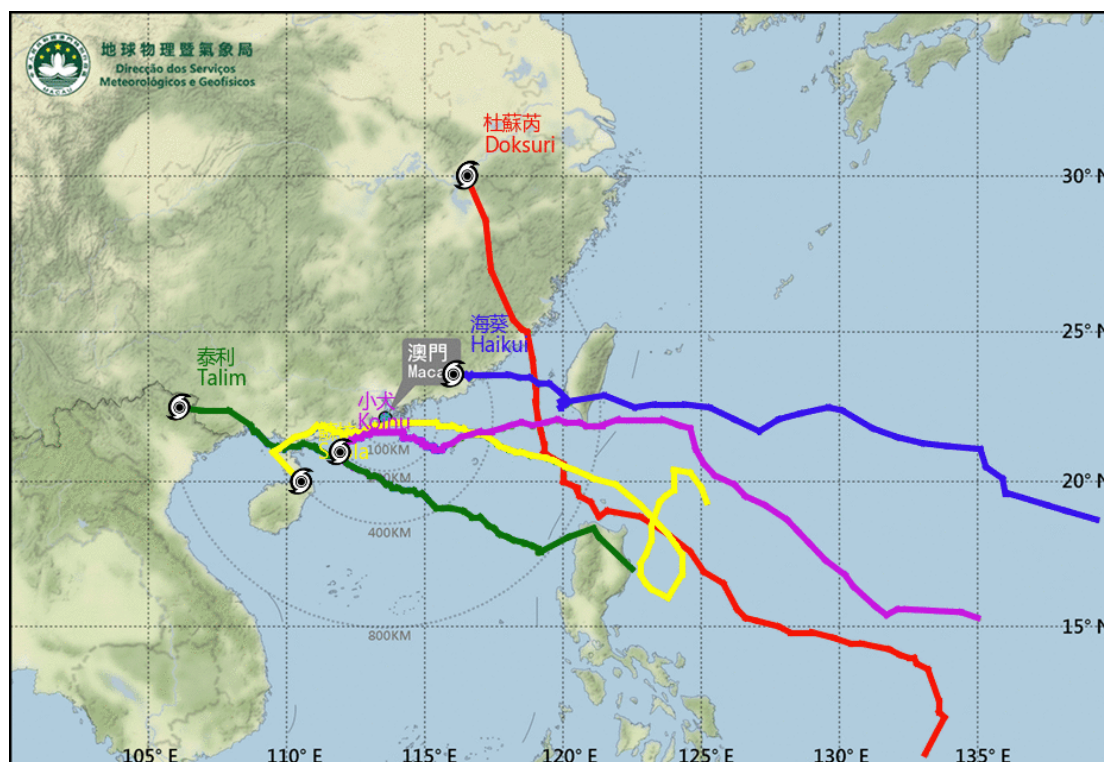 地球物理暨氣象局
Direcção dos Serviços
Meteorológicos e Geofísicos
MACAU
杜蘇芮
Doksuri
30° N
海葵
Haikui
25° N
澳門
Maca
泰利
Talim
小犬
Koinu
100KM
20° N
400KM
800KM
15° N
105° E
110° E
115° E
120° E
125° E
130° E
135° E